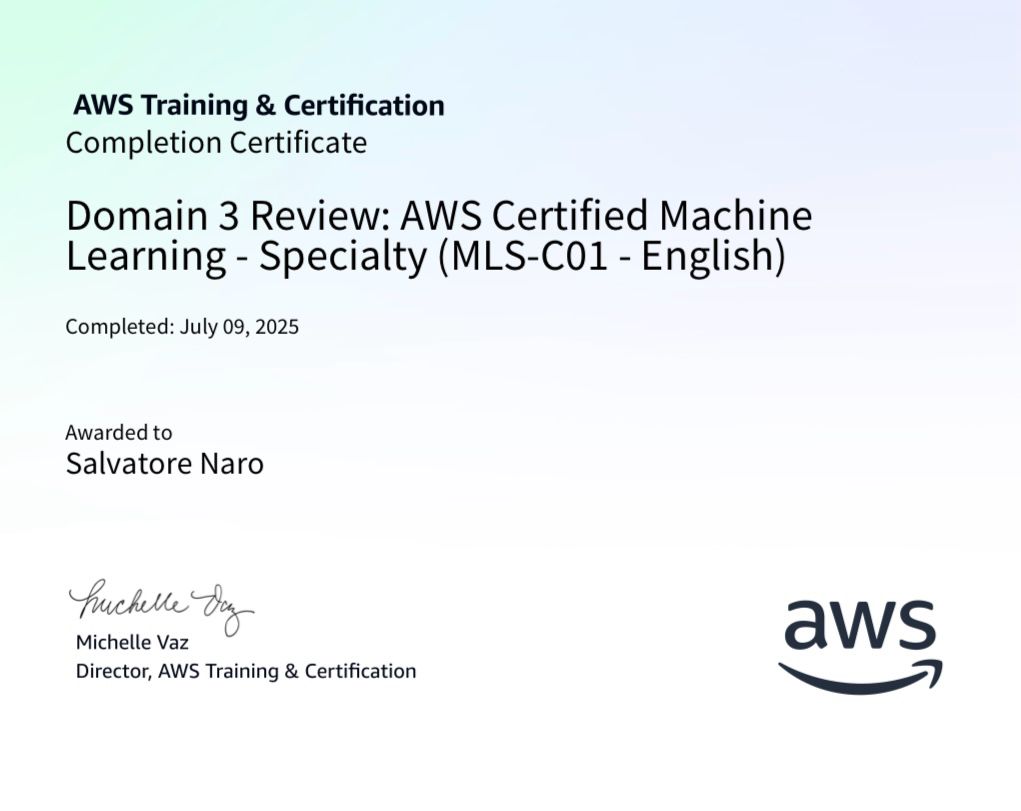 AWS Training & Certification
Completion Certificate
Domain 3 Review: AWS Certified Machine
Learning - Specialty (MLS-C01 - English)
Completed: July 09, 2025
Awarded to
Salvatore Naro
Michelle Vaz
Michelle Vaz
Director, AWS Training & Certification
aws